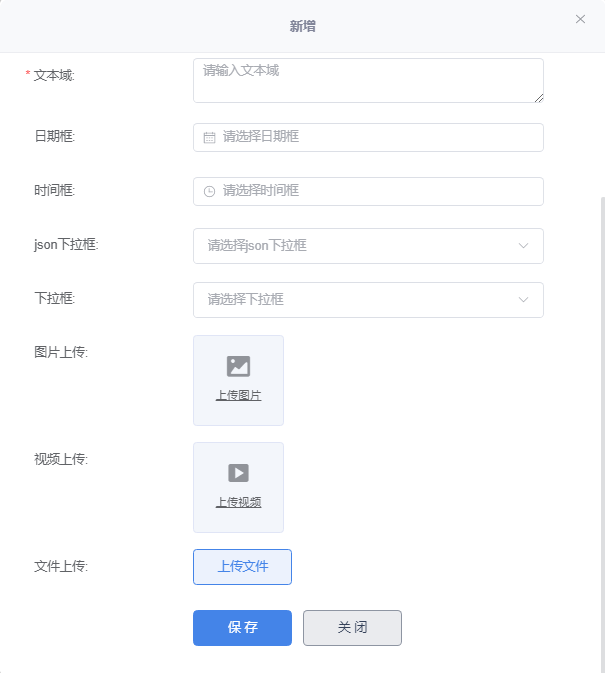 新增
* 文本域:
请输入文本域
日期框:
请选择日期框
时间框:
请选择时间框
json下拉框:
请选择json下拉框
下拉框:
请选择下拉框
图片上传:
上传图片
视频上传:
上传视频
文件上传:
上传文件
保存
关闭